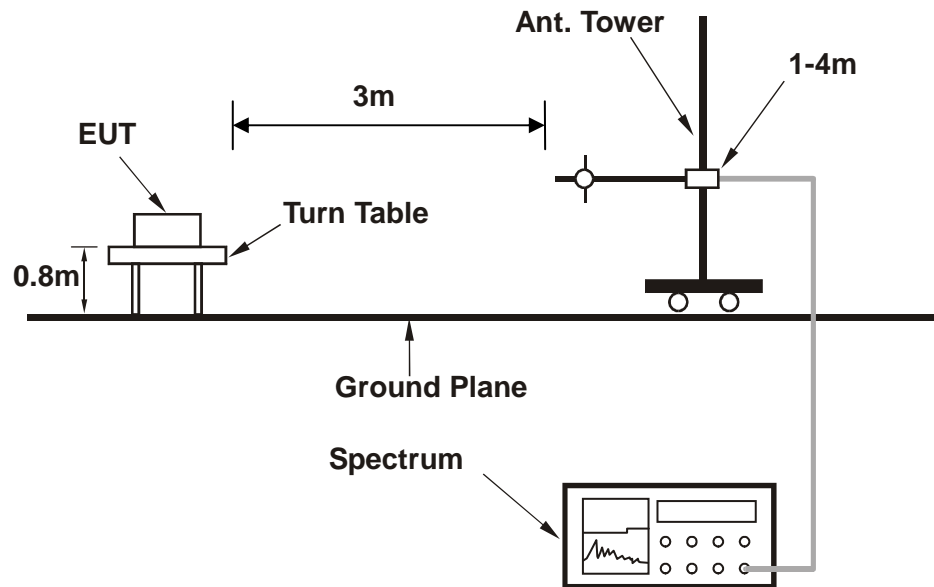 Ant. Tower
1-4m
3m
EUT
Turn Table
0.8m
Ground Plane
Spectrum